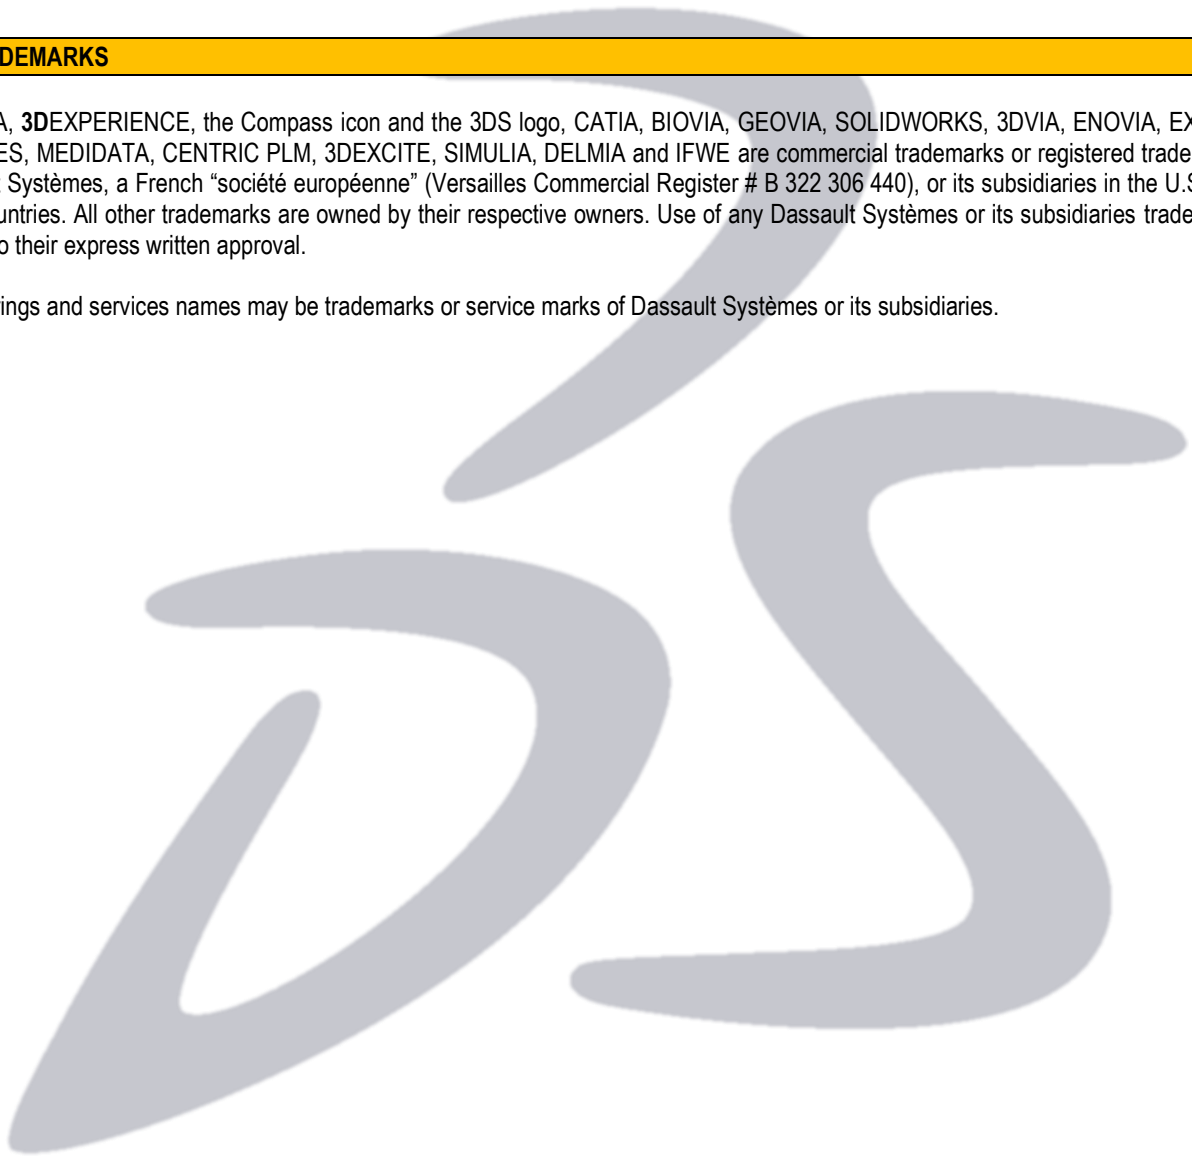 DEMARKS
A, 3DEXPERIENCE, the Compass icon and the 3DS logo, CATIA, BIOVIA, GEOVIA, SOLIDWORKS, 3DVIA, ENOVIA, EX
ES, MEDIDATA, CENTRIC PLM, 3DEXCITE, SIMULIA, DELMIA and IFWE are commercial trademarks or registered trade
t Systèmes, a French “société européenne” (Versailles Commercial Register # B 322 306 440), or its subsidiaries in the U.S
untries. All other trademarks are owned by their respective owners. Use of any Dassault Systèmes or its subsidiaries trade
o their express written approval.
ings and services names may be trademarks or service marks of Dassault Systèmes or its subsidiaries.